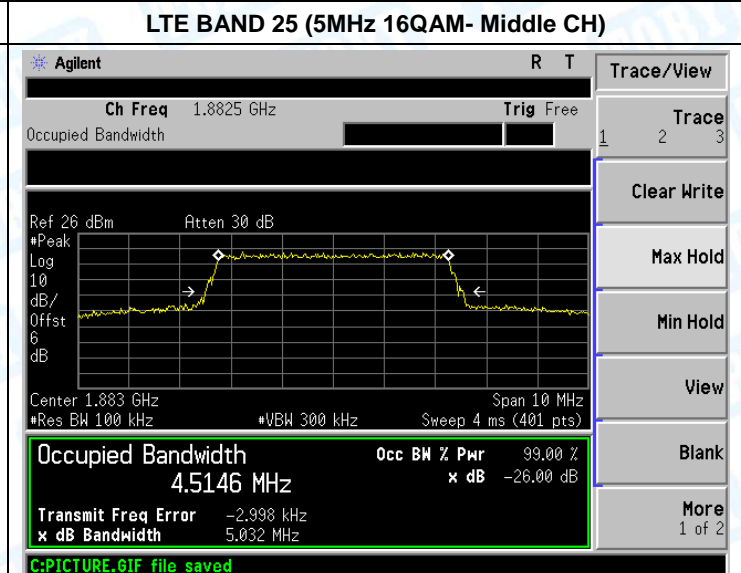 LTE BAND 25 (5MHz 16QAM- Middle CH)
Agilent R T
Trace/View
Ch Freq 1.8825 GHz Trig Free
Occupied Bandwidth
Trace
1 2 3
Clear Write
Ref 26 dBm Atten 30 dB
#Peak
Log
10
dB/
Offst
6
dB
Max Hold
Min Hold
View
Center 1.883 GHz Span 10 MHz
#Res BW 100 kHz #VBW 300 kHz Sweep 4 ms (401 pts)
Occupied Bandwidth Occ BW % Pwr 99.00 %
4.5146 MHz x dB -26.00 dB
Blank
Transmit Freq Error -2.998 kHz
x dB Bandwidth 5.032 MHz
More
1 of 2
C:PICTURE.GIF file saved